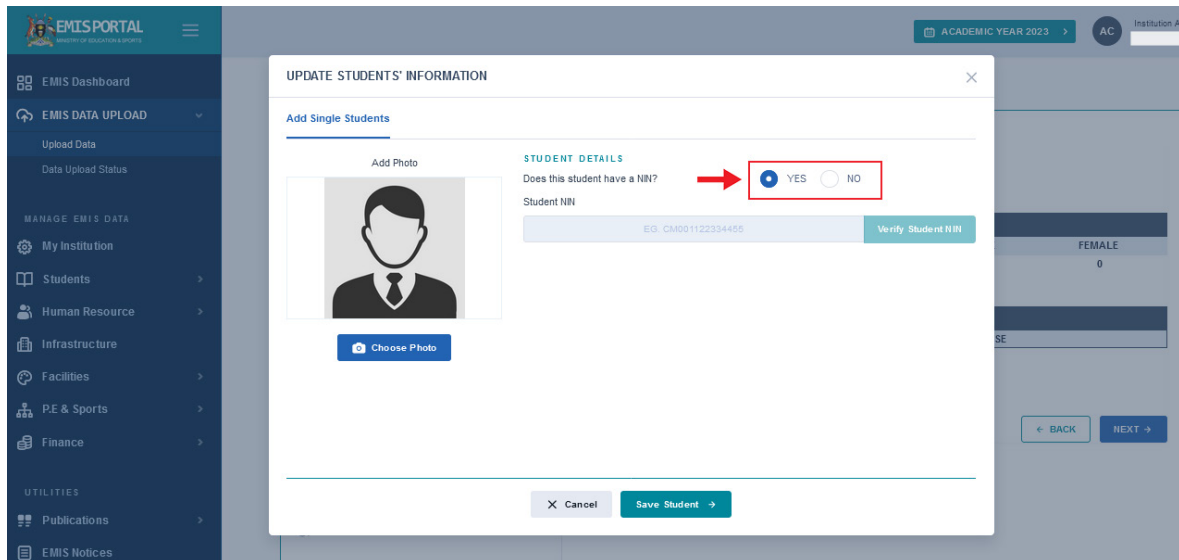 EMIS PORTAL
MINISTRY OF EDUCATION & SPORTS
ACADEMIC YEAR 2023
AC
Institution A
EMIS Dashboard
EMIS DATA UPLOAD
Upload Data
Data Upload Status
MANAGE EMIS DATA
My Institution
Students
Human Resource
Infrastructure
Facilities
P.E & Sports
Finance
UTILITIES
Publications
EMIS Notices
UPDATE STUDENTS' INFORMATION
Add Single Students
Add Photo
Choose Photo
STUDENT DETAILS
Does this student have a NIN?
YES
NO
Student NIN
EG. CM001122334455
Verify Student NIN
Cancel
Save Student
FEMALE
0
SE
BACK
NEXT